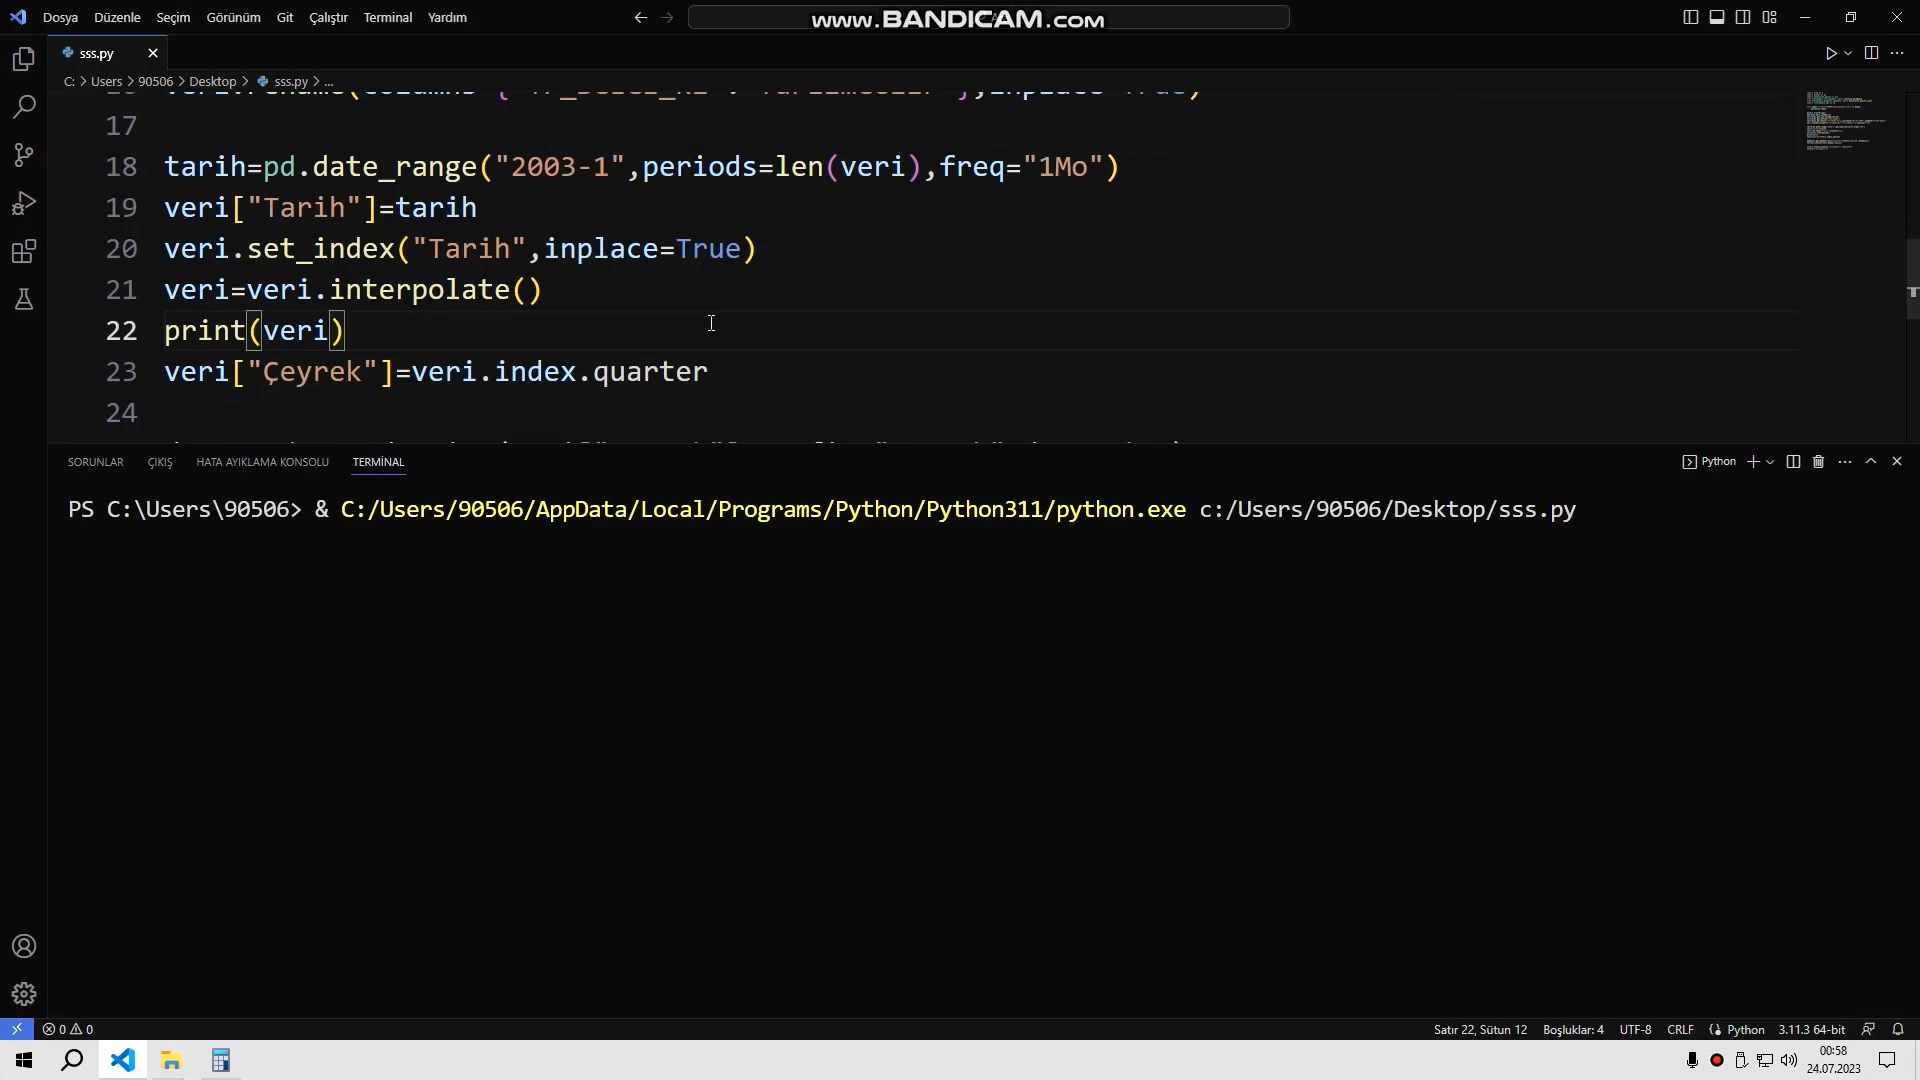 Dosya Düzenle Seçim Görünüm Git Çalıştır Terminal Yardım
www.BANDICAM.com
sss.py
C: > Users > 90506 > Desktop > sss.py > ...
17
18 tarih=pd.date_range("2003-1",periods=len(veri),freq="1Mo")
19 veri["Tarih"]=tarih
20 veri.set_index("Tarih",inplace=True)
21 veri=veri.interpolate()
22 print(veri)
23 veri["Çeyrek"]=veri.index.quarter
24
SORUNLAR ÇIKIŞ HATA AYIKLAMA KONSOLU TERMİNAL
Python
PS C:\Users\90506> & C:/Users/90506/AppData/Local/Programs/Python/Python311/python.exe c:/Users/90506/Desktop/sss.py
0 0
Satır 22, Sütun 12 Boşluklar: 4 UTF-8 CRLF Python 3.11.3 64-bit
00:58
24.07.2023